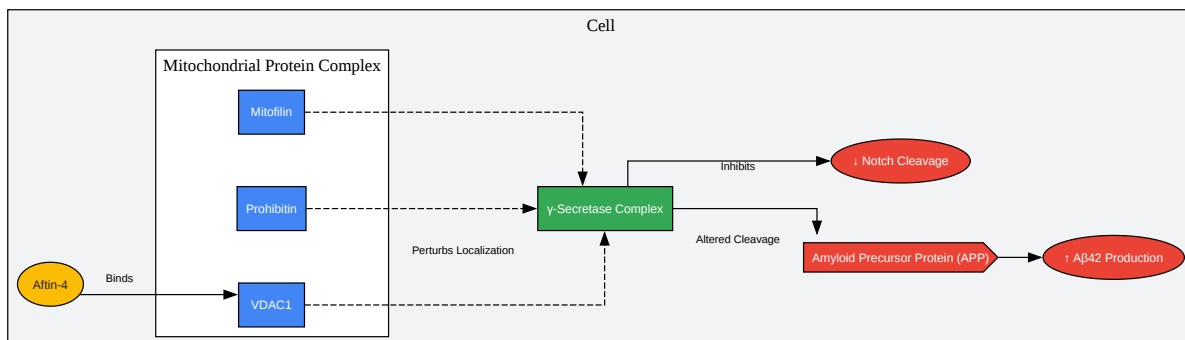 Cell
Mitochondrial Protein Complex
Mitofilin
Prohibitin
VDAC1
Aftin-4
Binds
Perturbs Localization
γ-Secretase Complex
Inhibits
↓ Notch Cleavage
Altered Cleavage
Amyloid Precursor Protein (APP)
↑ Aβ42 Production